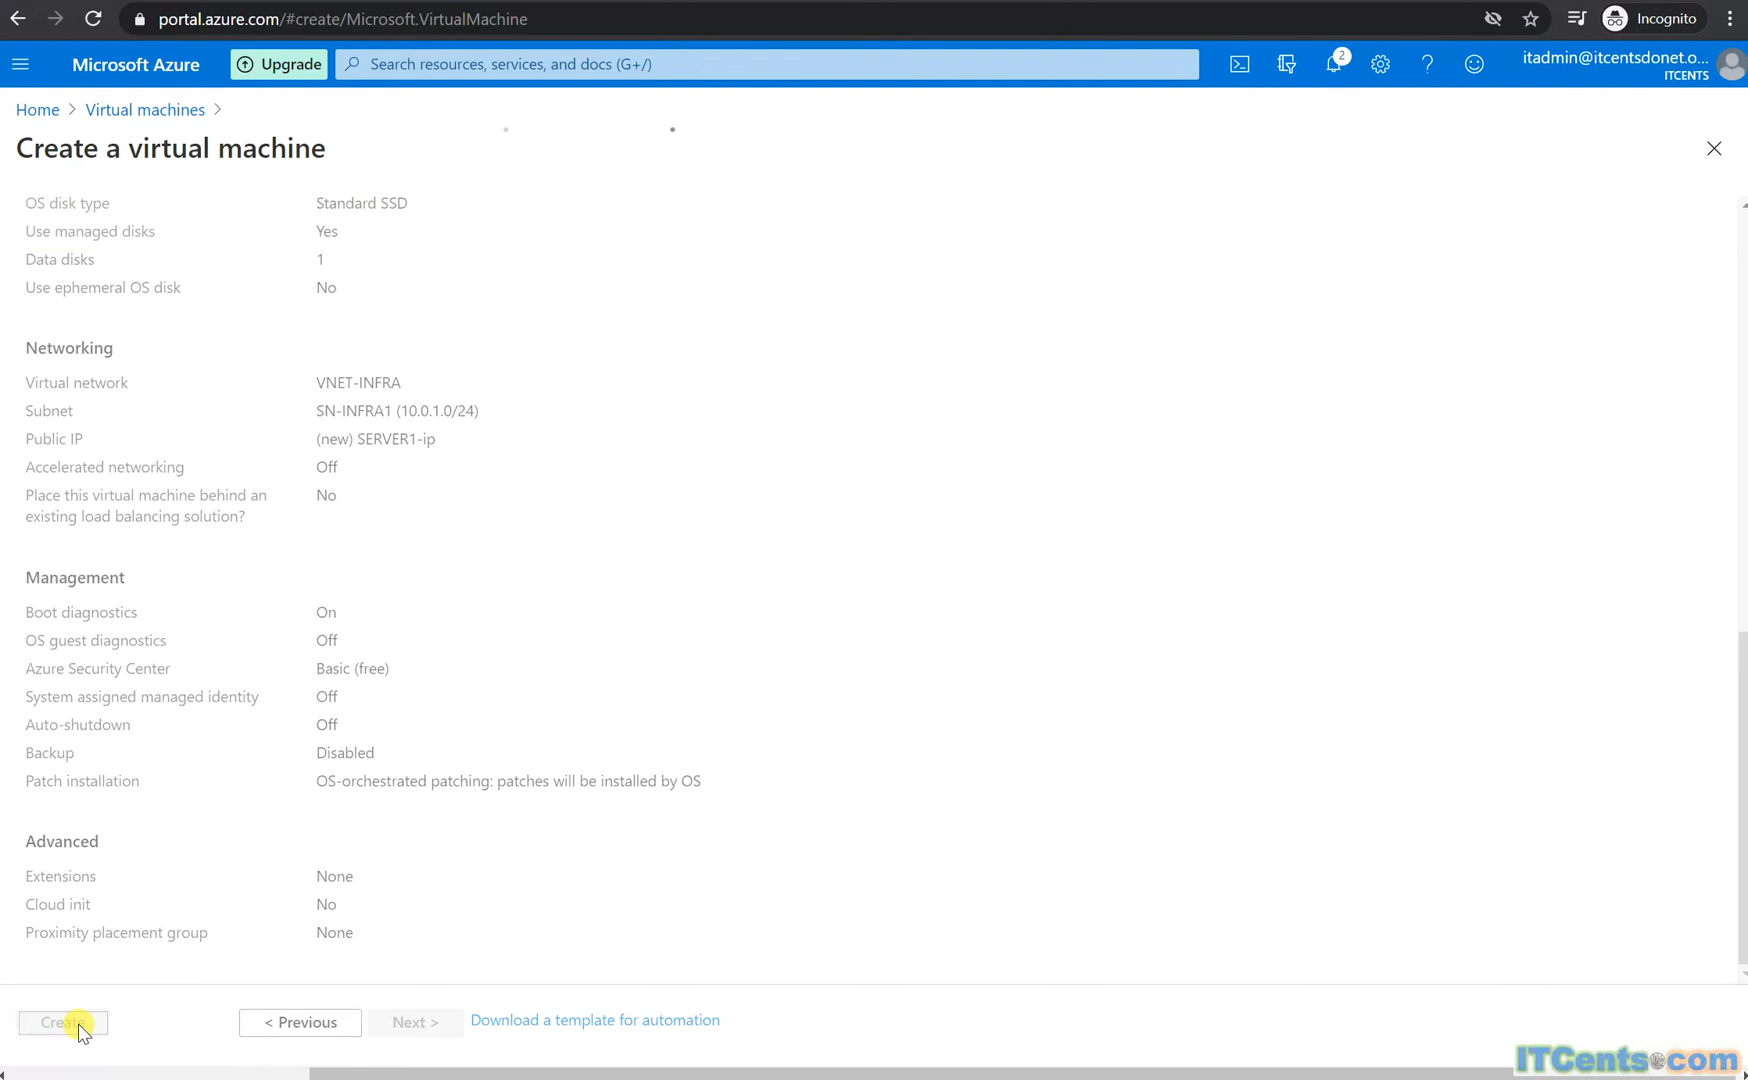 portal.azure.com/#create/Microsoft.VirtualMachine
Incognito
Microsoft Azure
Upgrade
Search resources, services, and docs (G+/)
2
itadmin@itcentsdonet.o...
ITCENTS
Home > Virtual machines >
Create a virtual machine
OS disk type Standard SSD
Use managed disks Yes
Data disks 1
Use ephemeral OS disk No
Networking
Virtual network VNET-INFRA
Subnet SN-INFRA1 (10.0.1.0/24)
Public IP (new) SERVER1-ip
Accelerated networking Off
Place this virtual machine behind an No
existing load balancing solution?
Management
Boot diagnostics On
OS guest diagnostics Off
Azure Security Center Basic (free)
System assigned managed identity Off
Auto-shutdown Off
Backup Disabled
Patch installation OS-orchestrated patching: patches will be installed by OS
Advanced
Extensions None
Cloud init No
Proximity placement group None
Create < Previous Next > Download a template for automation
ITCents.com